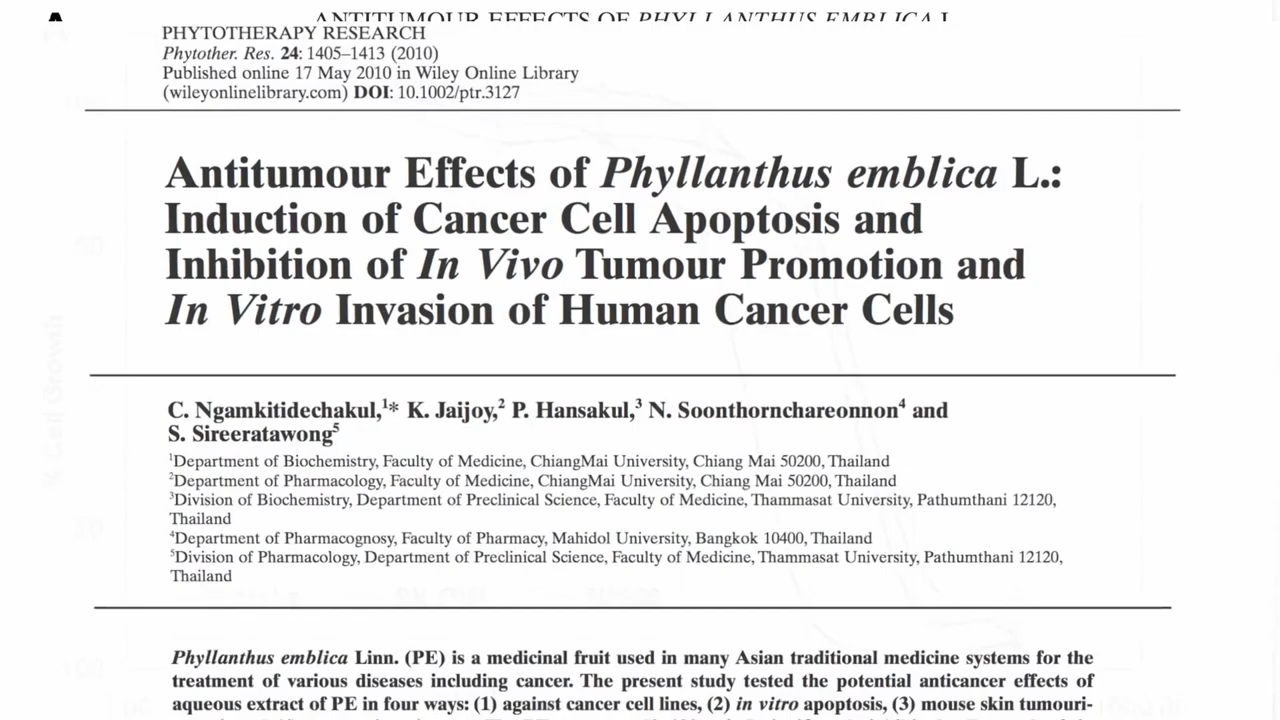 ANTITUMOUR EFFECTS OF PHYLLANTHUS EMBLICA L
PHYTOTHERAPY RESEARCH
Phytother. Res. 24: 1405–1413 (2010)
Published online 17 May 2010 in Wiley Online Library
(wileyonlinelibrary.com) DOI: 10.1002/ptr.3127
Antitumour Effects of Phyllanthus emblica L.:
Induction of Cancer Cell Apoptosis and
Inhibition of In Vivo Tumour Promotion and
In Vitro Invasion of Human Cancer Cells
C. Ngamkitidechakul,¹* K. Jaijoy,² P. Hansakul,³ N. Soonthornchareonnon⁴ and
S. Sireeratawong⁵
¹Department of Biochemistry, Faculty of Medicine, ChiangMai University, Chiang Mai 50200, Thailand
²Department of Pharmacology, Faculty of Medicine, ChiangMai University, Chiang Mai 50200, Thailand
³Division of Biochemistry, Department of Preclinical Science, Faculty of Medicine, Thammasat University, Pathumthani 12120,
Thailand
⁴Department of Pharmacognosy, Faculty of Pharmacy, Mahidol University, Bangkok 10400, Thailand
⁵Division of Pharmacology, Department of Preclinical Science, Faculty of Medicine, Thammasat University, Pathumthani 12120,
Thailand
Phyllanthus emblica Linn. (PE) is a medicinal fruit used in many Asian traditional medicine systems for the
treatment of various diseases including cancer. The present study tested the potential anticancer effects of
aqueous extract of PE in four ways: (1) against cancer cell lines, (2) in vitro apoptosis, (3) mouse skin tumouri-
% Cell Growth